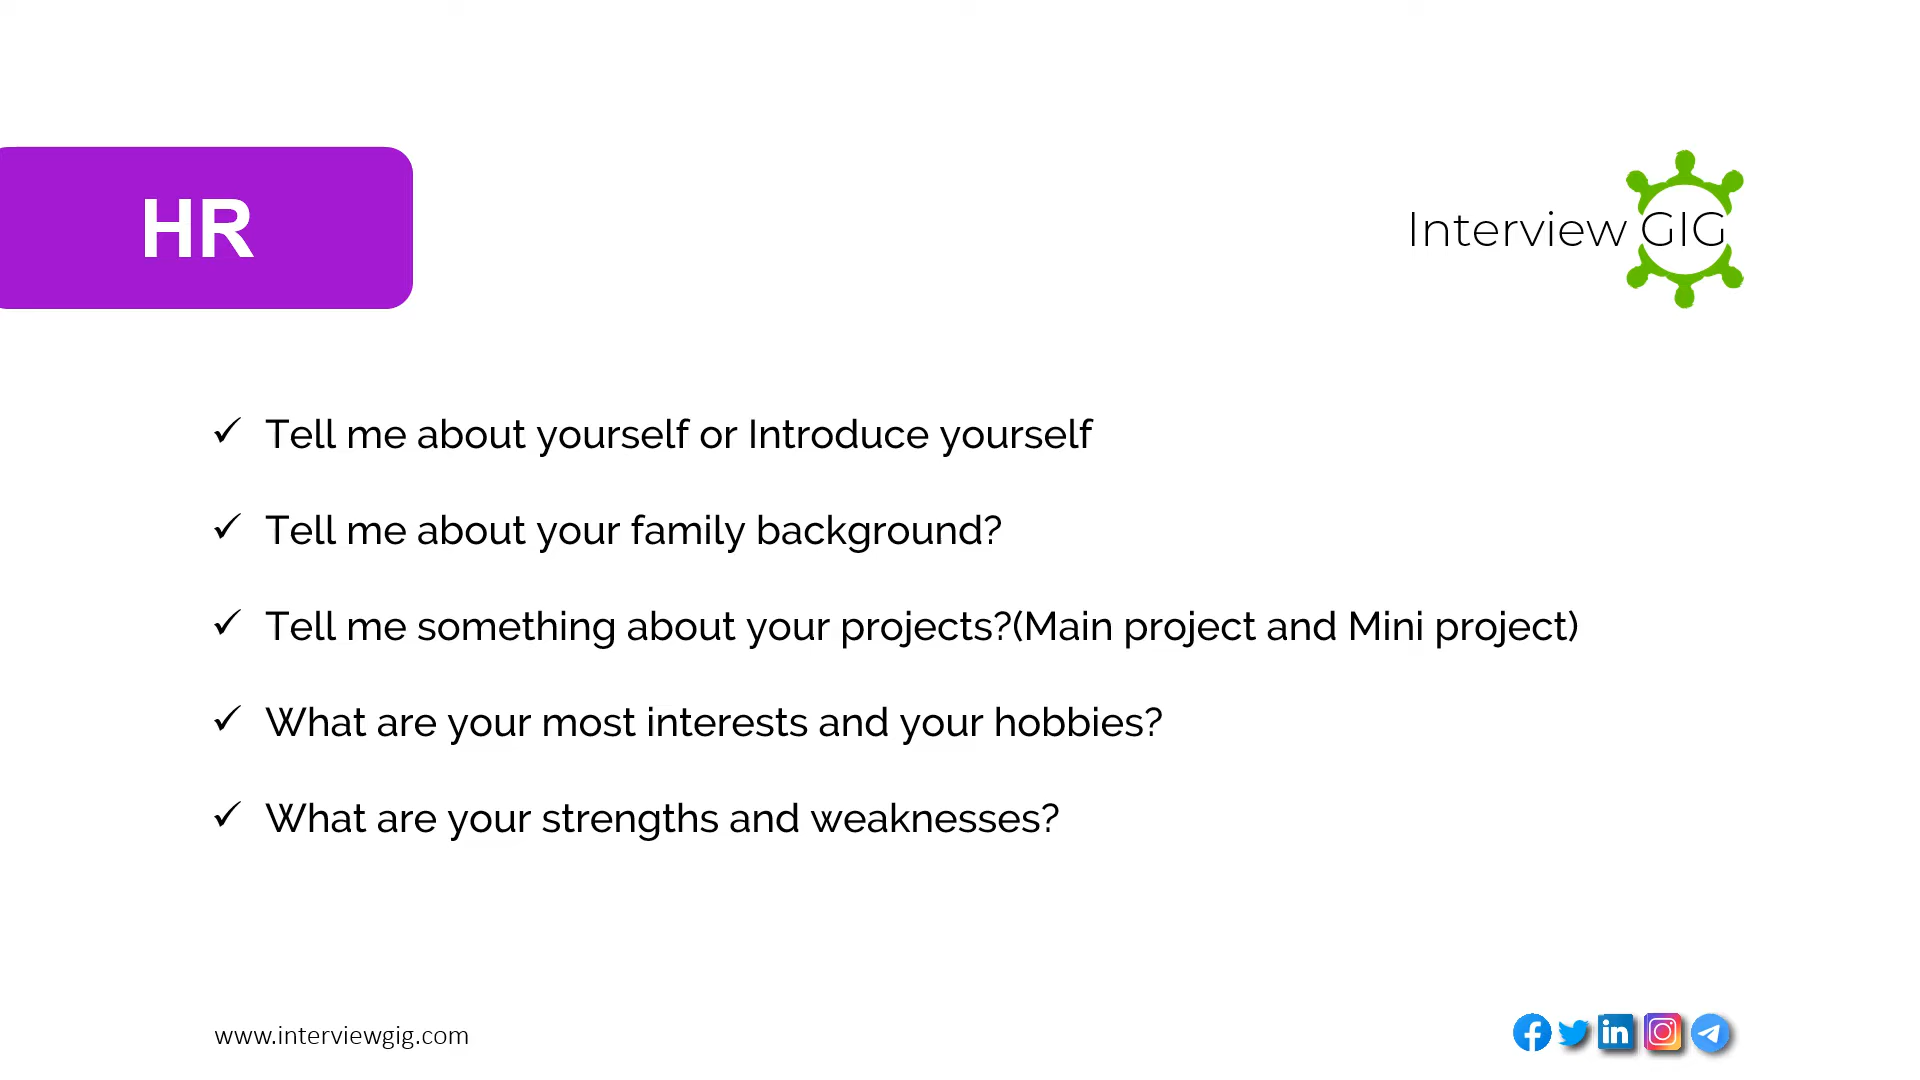 HR
Interview GIG
✓ Tell me about yourself or Introduce yourself
✓ Tell me about your family background?
✓ Tell me something about your projects?(Main project and Mini project)
✓ What are your most interests and your hobbies?
✓ What are your strengths and weaknesses?
www.interviewgig.com